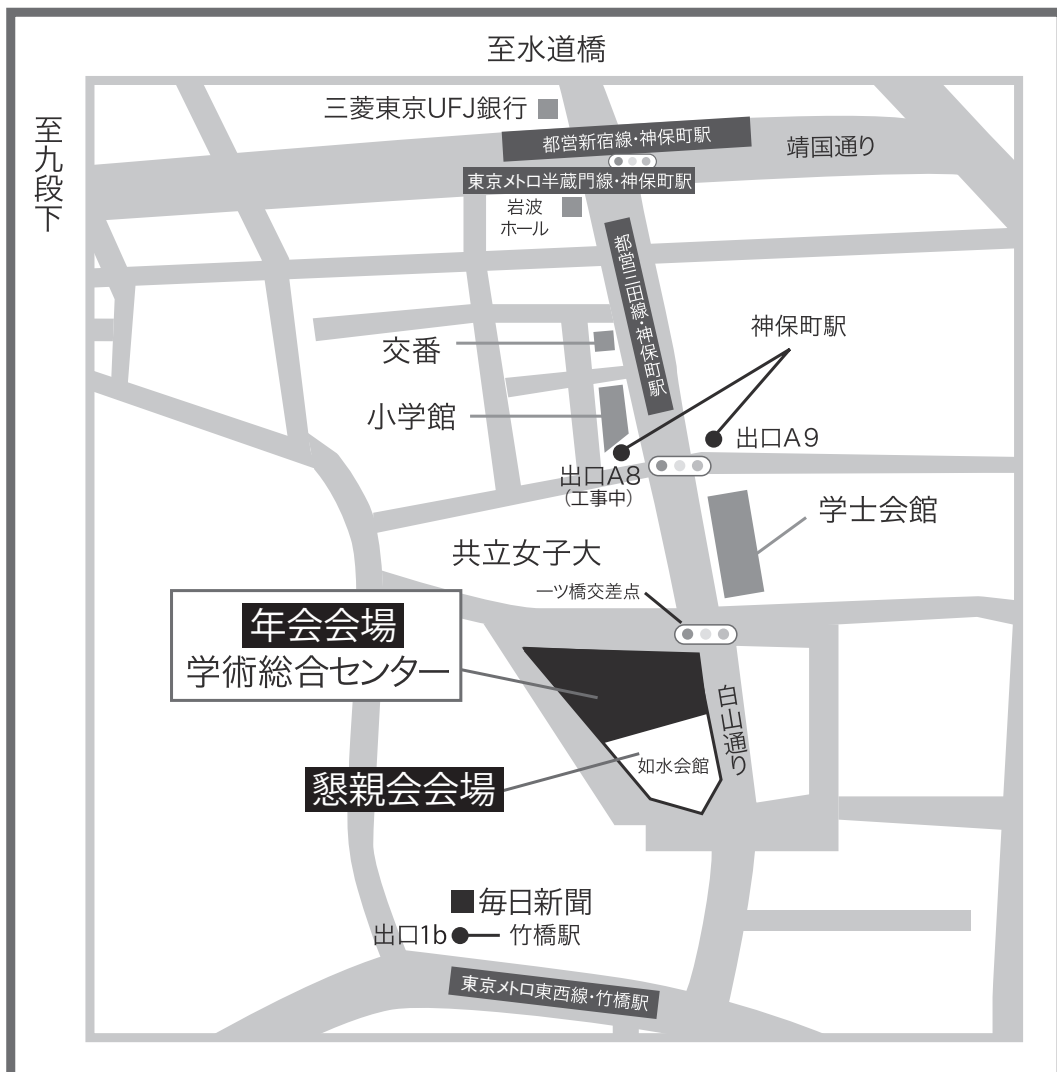 至水道橋
至九段下
三菱東京UFJ銀行
都営新宿線・神保町駅
靖国通り
東京メトロ半蔵門線・神保町駅
岩波
ホール
都営三田線・神保町駅
神保町駅
交番
小学館
出口A9
出口A8
(工事中)
学士会館
共立女子大
一ツ橋交差点
年会会場
学術総合センター
白山通り
如水会館
懇親会会場
毎日新聞
出口1b
竹橋駅
東京メトロ東西線・竹橋駅